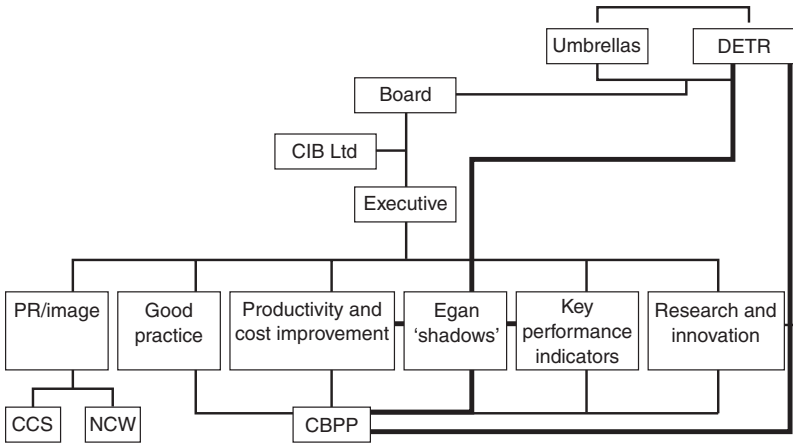 Umbrellas
DETR
Board
CIB Ltd
Executive
PR/image
Good
practice
Productivity and
cost improvement
Egan
‘shadows’
Key
performance
indicators
Research and
innovation
CCS
NCW
CBPP